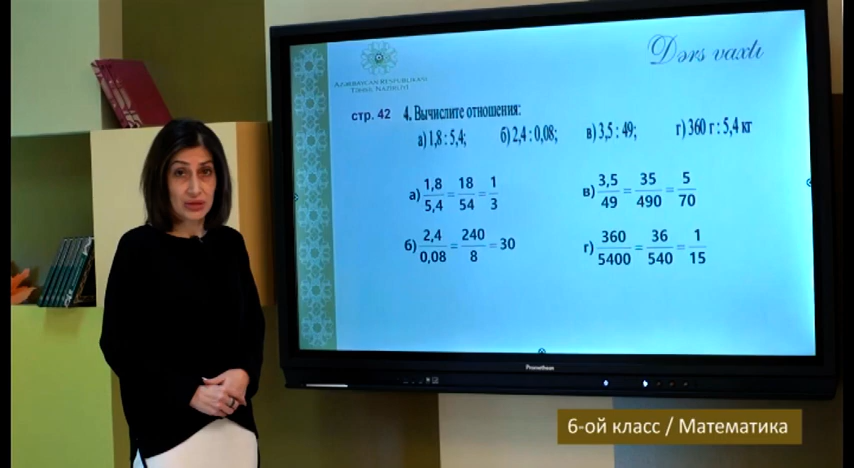 Dərs vaxtı
AZƏRBAYCAN RESPUBLİKASI
TƏHSİL NAZİRLİYİ
стр. 42 4. Вычислите отношения:
а) 1,8 : 5,4; б) 2,4 : 0,08; в) 3,5 : 49; г) 360 г : 5,4 кг
а) 1,8/5,4 = 18/54 = 1/3 в) 3,5/49 = 35/490 = 5/70
б) 2,4/0,08 = 240/8 = 30 г) 360/5400 = 36/540 = 1/15
Promethean
6-ой класс / Математика